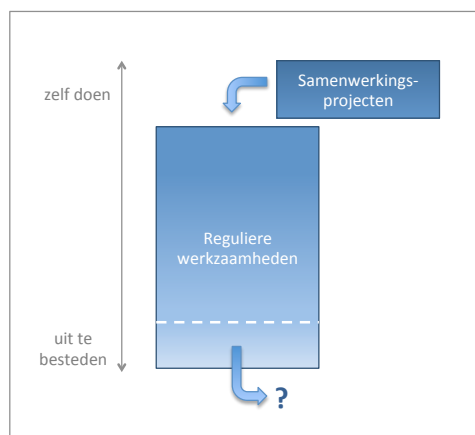 zelf doen
Samenwerkings-
projecten
Reguliere
werkzaamheden
uit te
besteden
?